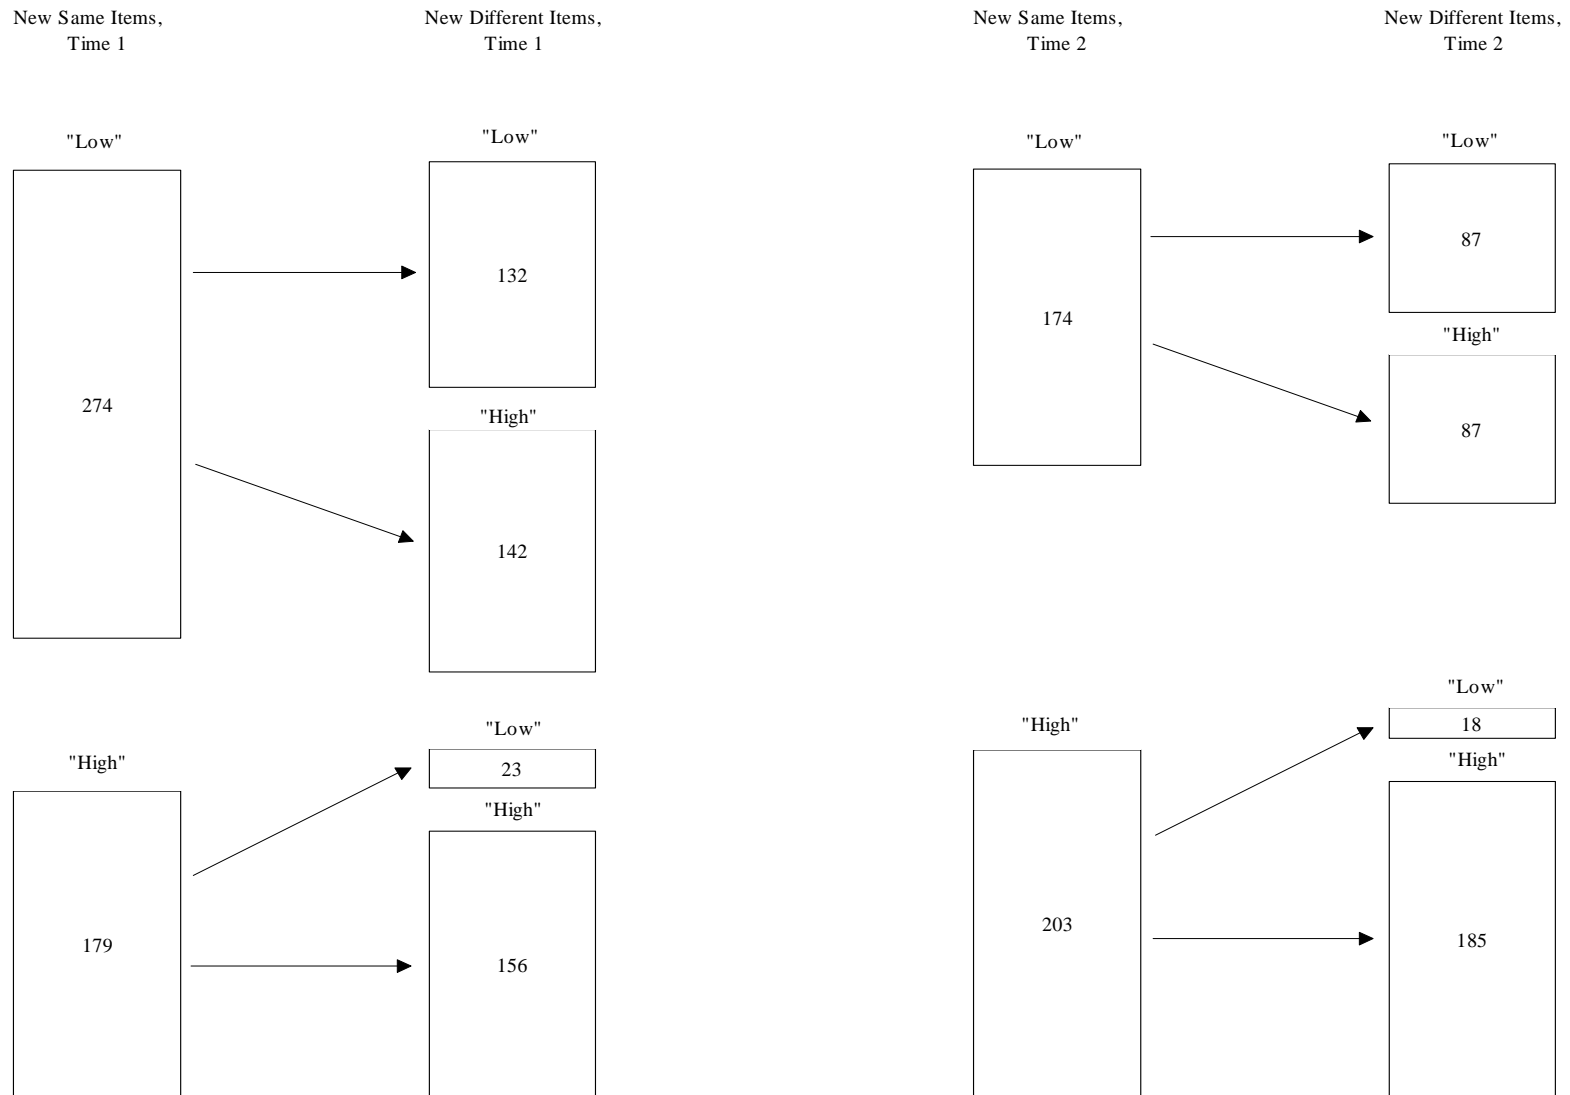 New Same Items,
Time 1
New Different Items,
Time 1
New Same Items,
Time 2
New Different Items,
Time 2
"Low"
274
"Low"
132
"High"
142
"High"
179
"Low"
23
"High"
156
"Low"
174
"Low"
87
"High"
87
"High"
203
"Low"
18
"High"
185